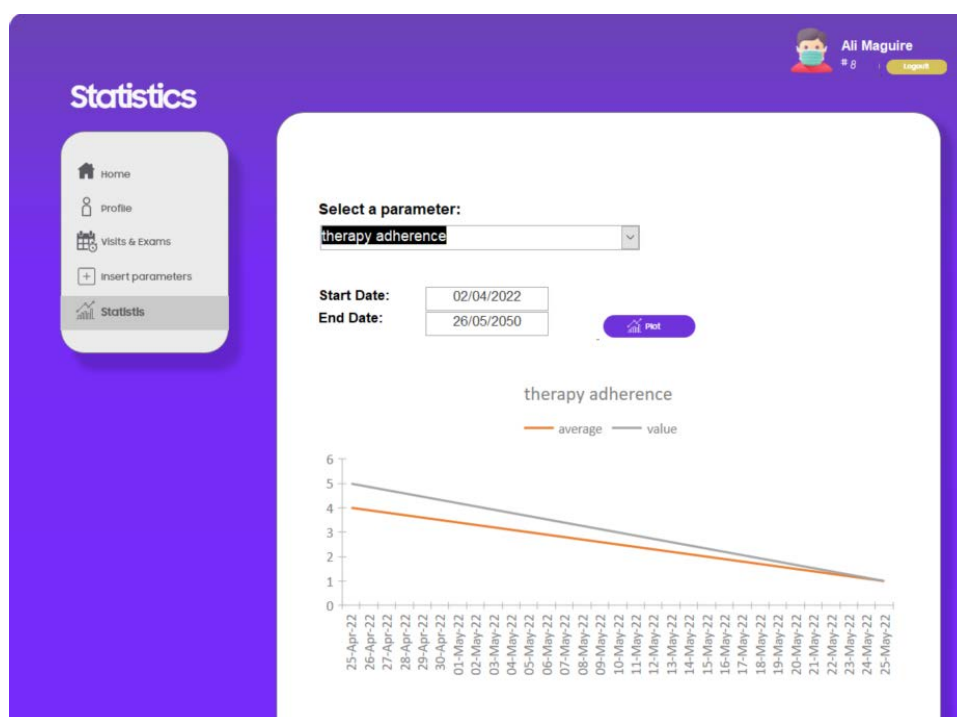 Ali Maguire
# 8
Logout
Statistics
Home
Profile
Visits & Exams
Insert parameters
Statistis
Select a parameter:
therapy adherence
Start Date: 02/04/2022
End Date: 26/05/2050
Plot
therapy adherence
average value
6
5
4
3
2
1
0
25-Apr-22
26-Apr-22
27-Apr-22
28-Apr-22
29-Apr-22
30-Apr-22
01-May-22
02-May-22
03-May-22
04-May-22
05-May-22
06-May-22
07-May-22
08-May-22
09-May-22
10-May-22
11-May-22
12-May-22
13-May-22
14-May-22
15-May-22
16-May-22
17-May-22
18-May-22
19-May-22
20-May-22
21-May-22
22-May-22
23-May-22
24-May-22
25-May-22